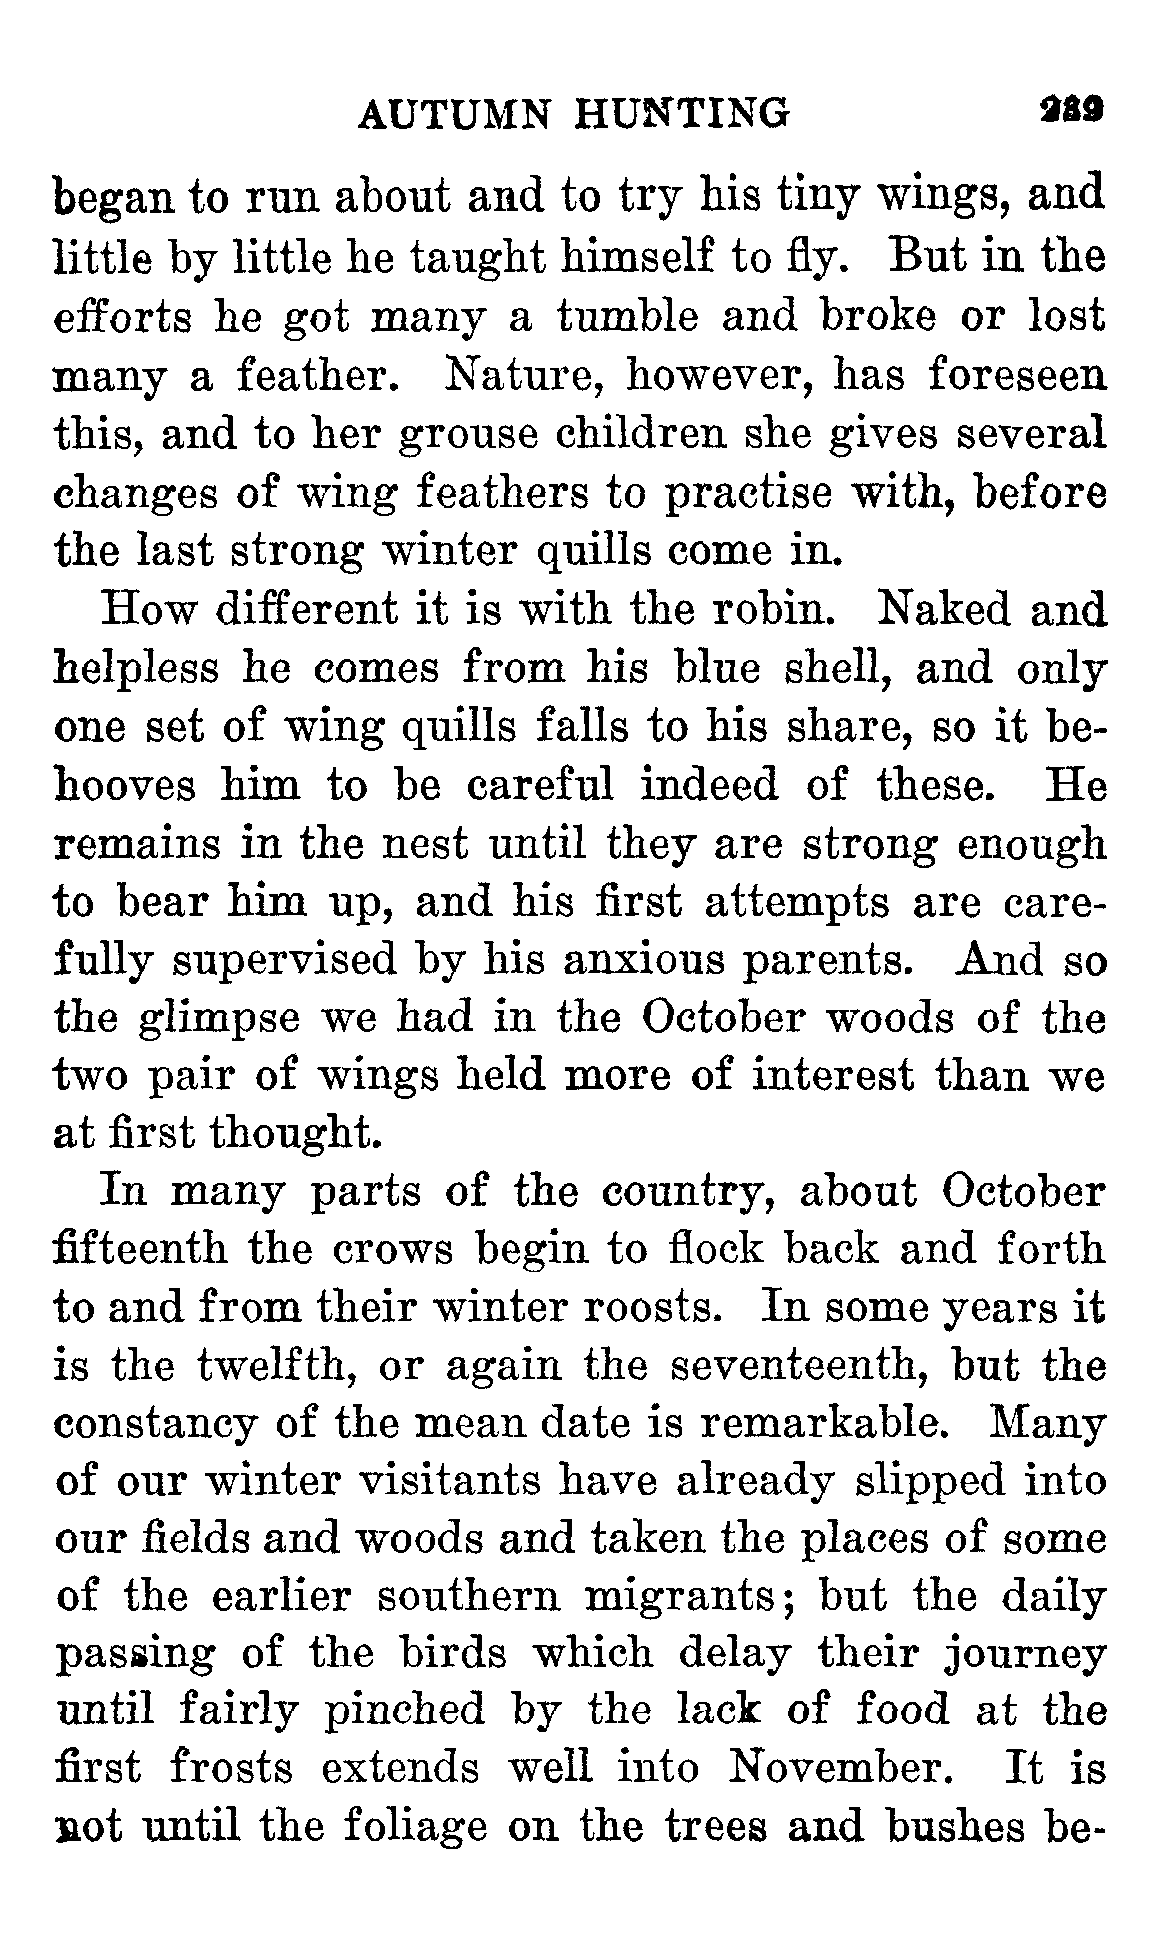 AUTUMN HUNTING 239
began to run about and to try his tiny wings, and
little by little he taught himself to fly. But in the
efforts he got many a tumble and broke or lost
many a feather. Nature, however, has foreseen
this, and to her grouse children she gives several
changes of wing feathers to practise with, before
the last strong winter quills come in.
How different it is with the robin. Naked and
helpless he comes from his blue shell, and only
one set of wing quills falls to his share, so it be-
hooves him to be careful indeed of these. He
remains in the nest until they are strong enough
to bear him up, and his first attempts are care-
fully supervised by his anxious parents. And so
the glimpse we had in the October woods of the
two pair of wings held more of interest than we
at first thought.
In many parts of the country, about October
fifteenth the crows begin to flock back and forth
to and from their winter roosts. In some years it
is the twelfth, or again the seventeenth, but the
constancy of the mean date is remarkable. Many
of our winter visitants have already slipped into
our fields and woods and taken the places of some
of the earlier southern migrants; but the daily
passing of the birds which delay their journey
until fairly pinched by the lack of food at the
first frosts extends well into November. It is
not until the foliage on the trees and bushes be-